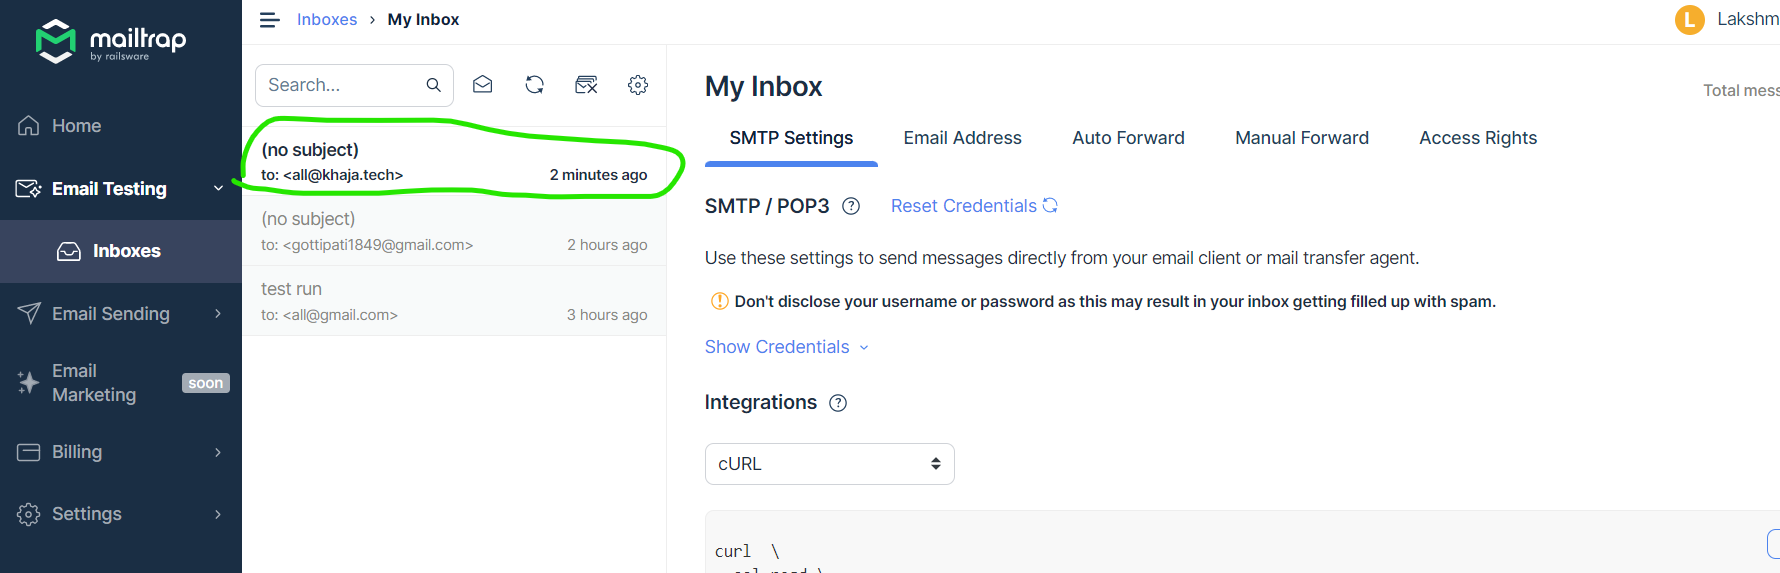 mailtrap
by railsware
Home
Email Testing
Inboxes
Email Sending
Email
Marketing
soon
Billing
Settings
Inboxes > My Inbox
L Lakshm
Search...
(no subject)
to: <all@khaja.tech> 2 minutes ago
(no subject)
to: <gottipati1849@gmail.com> 2 hours ago
test run
to: <all@gmail.com> 3 hours ago
My Inbox
Total mess
SMTP Settings Email Address Auto Forward Manual Forward Access Rights
SMTP / POP3 ? Reset Credentials
Use these settings to send messages directly from your email client or mail transfer agent.
! Don't disclose your username or password as this may result in your inbox getting filled up with spam.
Show Credentials
Integrations ?
cURL
curl \